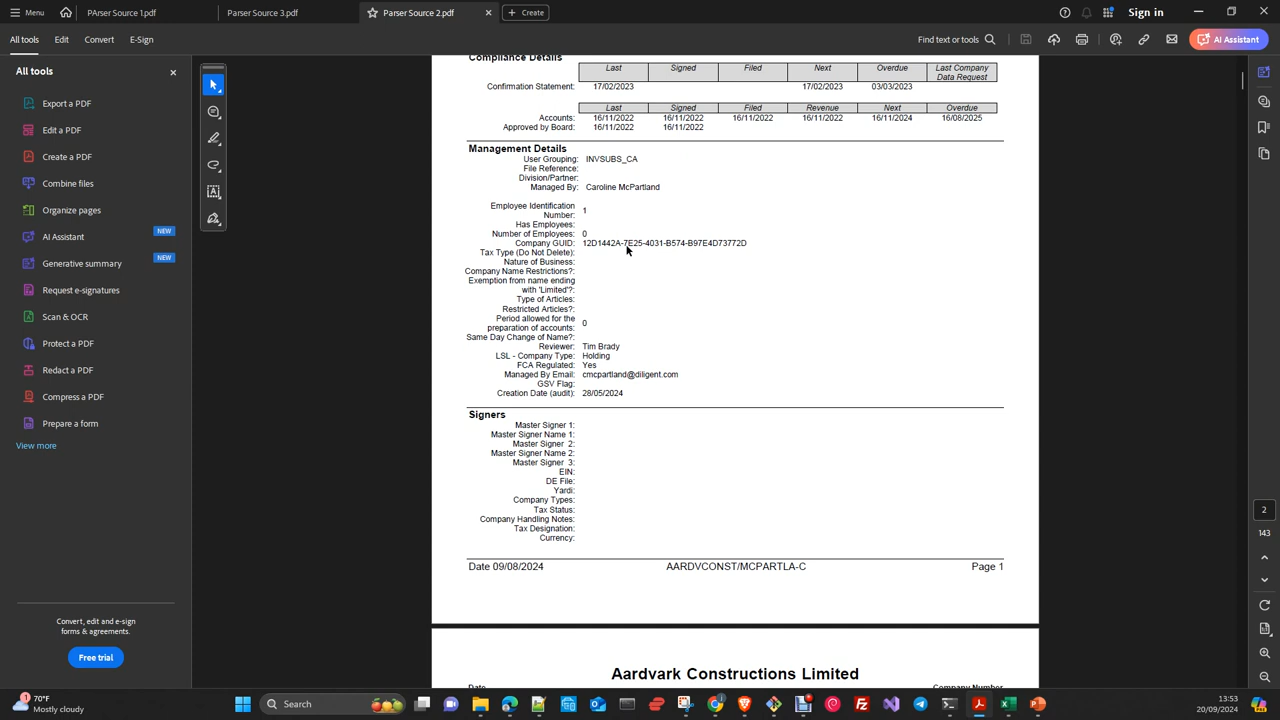 Menu
Parser Source 1.pdf
Parser Source 3.pdf
Parser Source 2.pdf
+ Create
Sign in
All tools
Edit
Convert
E-Sign
Find text or tools
AI Assistant
All tools
Export a PDF
Edit a PDF
Create a PDF
Combine files
Organize pages
AI Assistant
NEW
Generative summary
NEW
Request e-signatures
Scan & OCR
Protect a PDF
Redact a PDF
Compress a PDF
Prepare a form
View more
Convert, edit and e-sign
forms & agreements.
Free trial
Compliance Details
Last Signed Filed Next Overdue Last Company
Data Request
Confirmation Statement: 17/02/2023 17/02/2023 03/03/2023
Last Signed Filed Revenue Next Overdue
Accounts: 16/11/2022 16/11/2022 16/11/2022 16/11/2022 16/11/2024 16/08/2025
Approved by Board: 16/11/2022 16/11/2022
Management Details
User Grouping: INVSUBS_CA
File Reference:
Division/Partner:
Managed By: Caroline McPartland
Employee Identification
Number: 1
Has Employees:
Number of Employees: 0
Company GUID: 12D1442A-7E25-4031-B574-B97E4D73772D
Tax Type (Do Not Delete):
Nature of Business:
Company Name Restrictions?:
Exemption from name ending
with 'Limited'?:
Type of Articles:
Restricted Articles?:
Period allowed for the
preparation of accounts: 0
Same Day Change of Name?:
Reviewer: Tim Brady
LSL - Company Type: Holding
FCA Regulated: Yes
Managed By Email: cmcpartland@diligent.com
GSV Flag:
Creation Date (audit): 28/05/2024
Signers
Master Signer 1:
Master Signer Name 1:
Master Signer 2:
Master Signer Name 2:
Master Signer 3:
EIN:
DE File:
Yardi:
Company Types:
Tax Status:
Company Handling Notes:
Tax Designation:
Currency:
Date 09/08/2024 AARDVCONST/MCPARTLA-C Page 1
Aardvark Constructions Limited
Date Company Number
2
143
1
70°F
Mostly cloudy
Search
13:53
20/09/2024